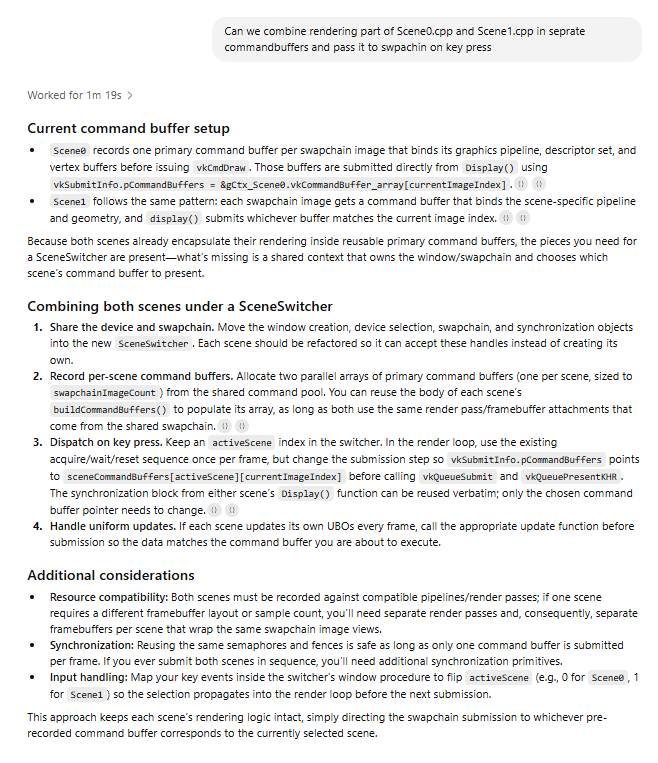 Can we combine rendering part of Scene0.cpp and Scene1.cpp in seprate
commandbuffers and pass it to swpachin on key press
Worked for 1m 19s >
Current command buffer setup
• Scene0 records one primary command buffer per swapchain image that binds its graphics pipeline, descriptor set, and
vertex buffers before issuing vkCmdDraw. Those buffers are submitted directly from Display() using
vkSubmitInfo.pCommandBuffers = &gCtx_Scene0.vkCommandBuffer_array[currentImageIndex].
• Scene1 follows the same pattern: each swapchain image gets a command buffer that binds the scene-specific pipeline
and geometry, and display() submits whichever buffer matches the current image index.
Because both scenes already encapsulate their rendering inside reusable primary command buffers, the pieces you need for
a SceneSwitcher are present—what's missing is a shared context that owns the window/swapchain and chooses which
scene's command buffer to present.
Combining both scenes under a SceneSwitcher
1. Share the device and swapchain. Move the window creation, device selection, swapchain, and synchronization objects
into the new SceneSwitcher. Each scene should be refactored so it can accept these handles instead of creating its
own.
2. Record per-scene command buffers. Allocate two parallel arrays of primary command buffers (one per scene, sized to
swapchainImageCount) from the shared command pool. You can reuse the body of each scene's
buildCommandBuffers() to populate its array, as long as both use the same render pass/framebuffer attachments that
come from the shared swapchain.
3. Dispatch on key press. Keep an activeScene index in the switcher. In the render loop, use the existing
acquire/wait/reset sequence once per frame, but change the submission step so vkSubmitInfo.pCommandBuffers points
to sceneCommandBuffers[activeScene][currentImageIndex] before calling vkQueueSubmit and vkQueuePresentKHR.
The synchronization block from either scene's Display() function can be reused verbatim; only the chosen command
buffer pointer needs to change.
4. Handle uniform updates. If each scene updates its own UBOs every frame, call the appropriate update function before
submission so the data matches the command buffer you are about to execute.
Additional considerations
• Resource compatibility: Both scenes must be recorded against compatible pipelines/render passes; if one scene
requires a different framebuffer layout or sample count, you'll need separate render passes and, consequently, separate
framebuffers per scene that wrap the same swapchain image views.
• Synchronization: Reusing the same semaphores and fences is safe as long as only one command buffer is submitted
per frame. If you ever submit both scenes in sequence, you'll need additional synchronization primitives.
• Input handling: Map your key events inside the switcher's window procedure to flip activeScene (e.g., 0 for Scene0, 1
for Scene1) so the selection propagates into the render loop before the next submission.
This approach keeps each scene's rendering logic intact, simply directing the swapchain submission to whichever pre-
recorded command buffer corresponds to the currently selected scene.